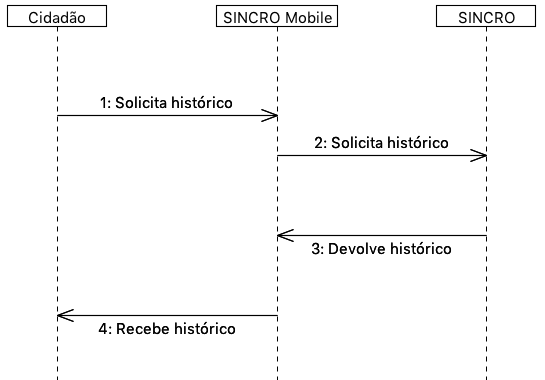 Cidadão
SINCRO Mobile
SINCRO
1: Solicita histórico
2: Solicita histórico
3: Devolve histórico
4: Recebe histórico